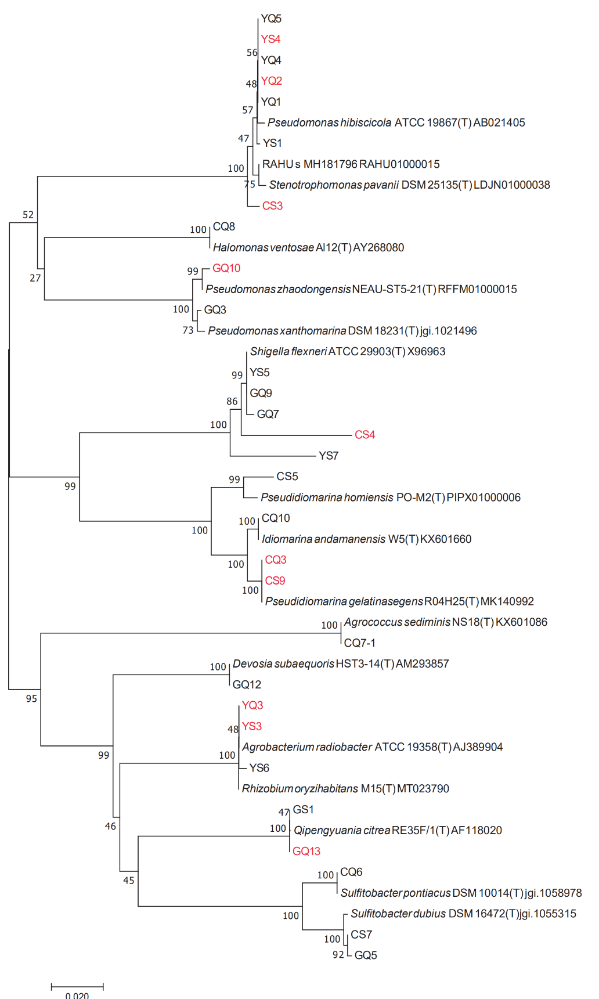 YQ5
YS4
56
YQ4
YQ2
48
YQ1
57
Pseudomonas hibiscicola ATCC 19867(T) AB021405
47
YS1
RAHU s MH181796 RAHU01000015
100
75
Stenotrophomonas pavanii DSM 25135(T) LDJN01000038
CS3
52
CQ8
100
Halomonas ventosae Al12(T) AY268080
GQ10
99
27
Pseudomonas zhaodongensis NEAU-ST5-21(T) RFFM01000015
100
GQ3
73
Pseudomonas xanthomarina DSM 18231(T) jgi.1021496
Shigella flexneri ATCC 29903(T) X96963
99
YS5
GQ9
86
GQ7
100
CS4
YS7
CS5
99
99
Pseudidiomarina homiensis PO-M2(T) PIPX01000006
100
CQ10
100
Idiomarina andamanensis W5(T) KX601660
CQ3
100
CS9
100
Pseudidiomarina gelatinasegens R04H25(T) MK140992
Agrococcus sediminis NS18(T) KX601086
100
CQ7-1
Devosia subaequoris HST3-14(T) AM293857
100
GQ12
95
YQ3
YS3
48
Agrobacterium radiobacter ATCC 19358(T) AJ389904
99
100
YS6
Rhizobium oryzihabitans M15(T) MT023790
GS1
47
46
100
Qipengyuania citrea RE35F/1(T) AF118020
GQ13
CQ6
100
45
Sulfitobacter pontiacus DSM 10014(T) jgi.1058978
100
Sulfitobacter dubius DSM 16472(T)jgi.1055315
CS7
100
92
GQ5
0.020